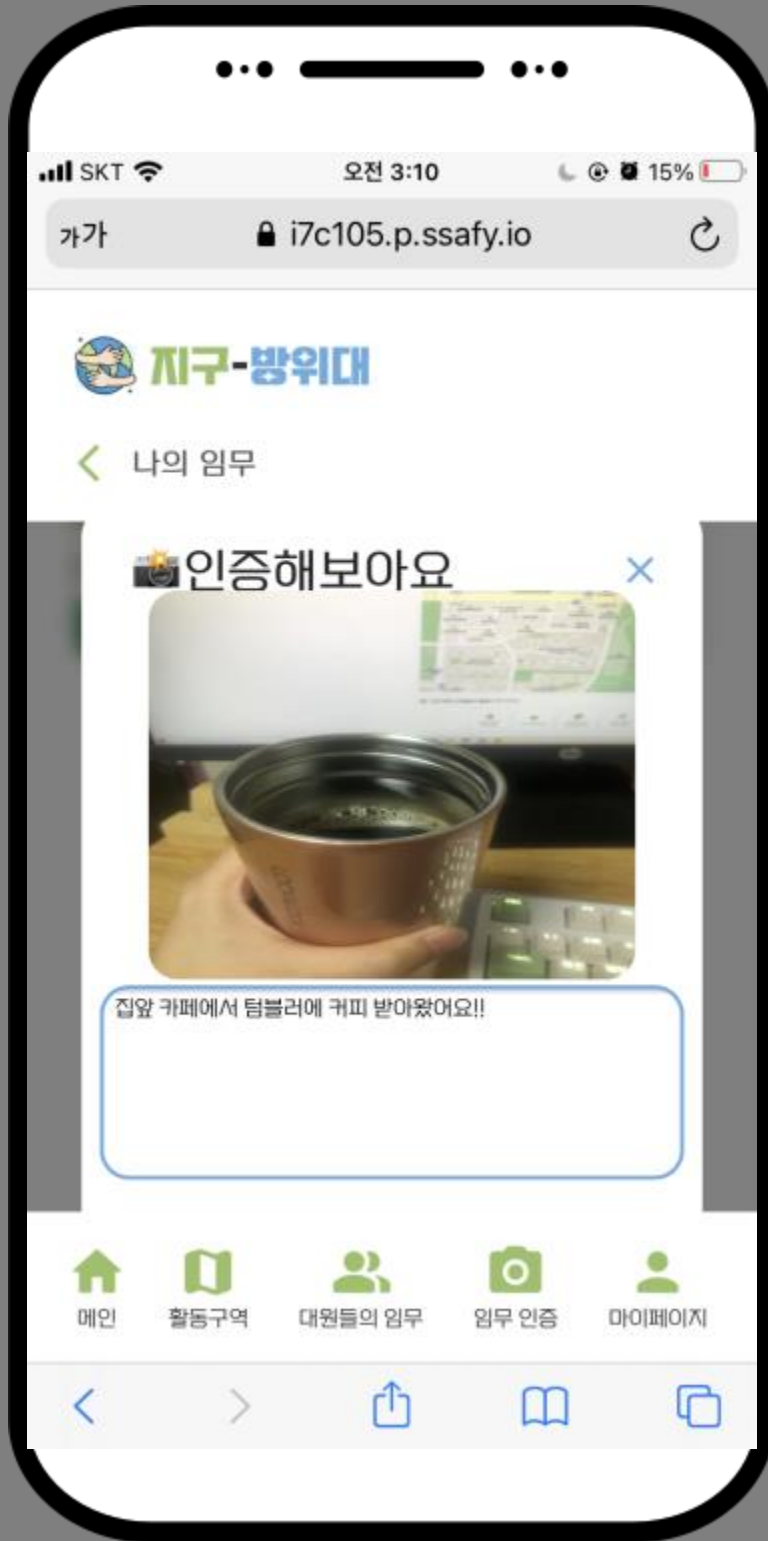 SKT
오전 3:10
15%
가가
i7c105.p.ssafy.io
지구-방위대
나의 임무
인증해보아요
집앞 카페에서 텀블러에 커피 받아왔어요!!
메인
활동구역
대원들의 임무
임무 인증
마이페이지